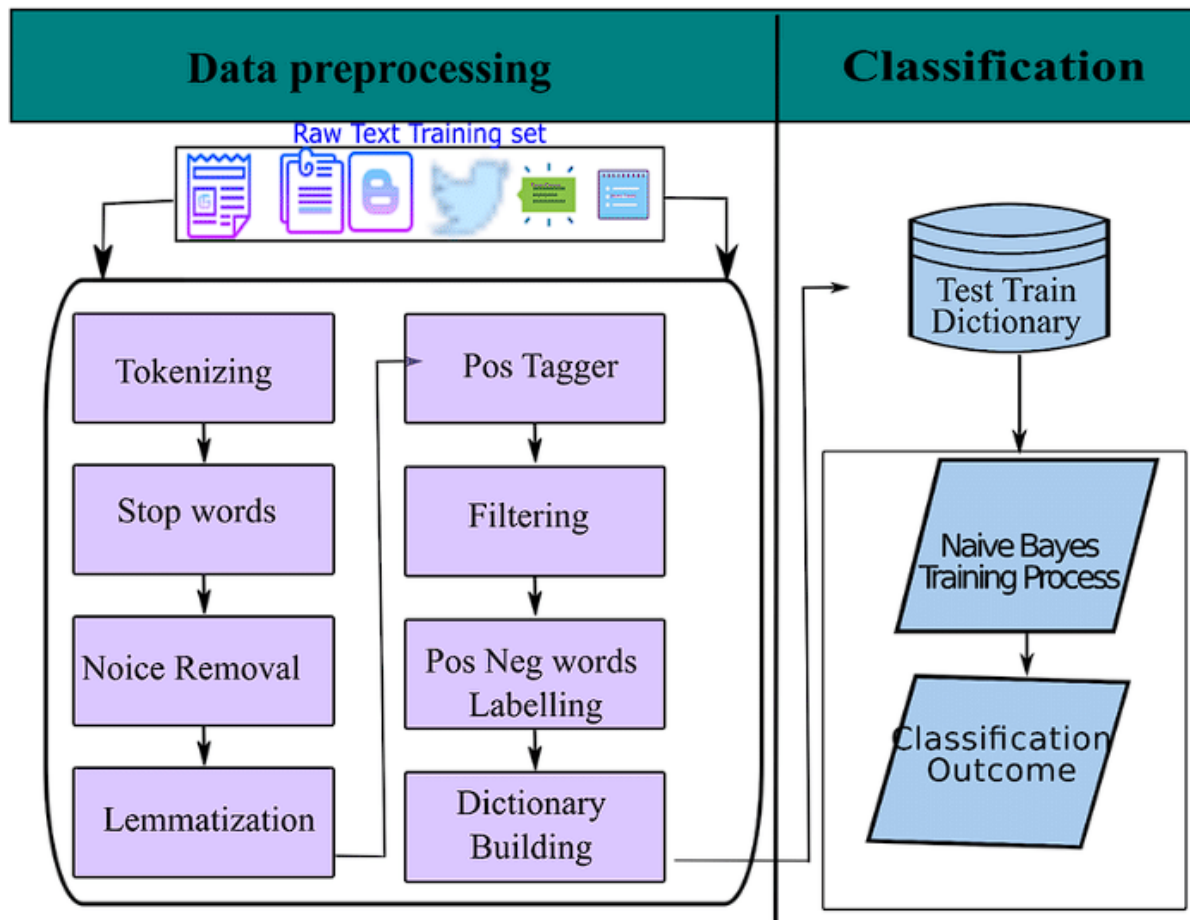 Data preprocessing
Classification
Raw Text Training set
Tokenizing
Stop words
Noice Removal
Lemmatization
Pos Tagger
Filtering
Pos Neg words
Labelling
Dictionary
Building
Test Train
Dictionary
Naive Bayes
Training Process
Classification
Outcome